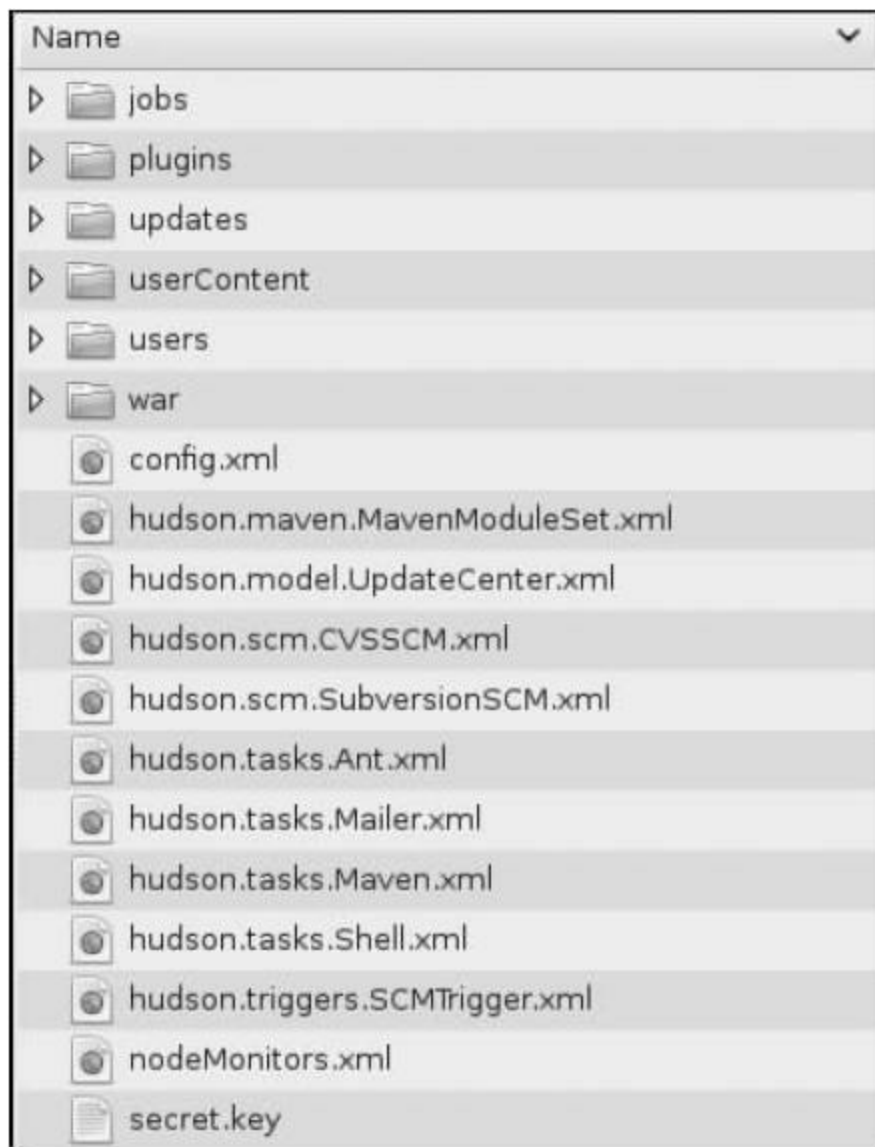 Name
jobs
plugins
updates
userContent
users
war
config.xml
hudson.maven.MavenModuleSet.xml
hudson.model.UpdateCenter.xml
hudson.scm.CVSSCM.xml
hudson.scm.SubversionSCM.xml
hudson.tasks.Ant.xml
hudson.tasks.Mailer.xml
hudson.tasks.Maven.xml
hudson.tasks.Shell.xml
hudson.triggers.SCMTrigger.xml
nodeMonitors.xml
secret.key